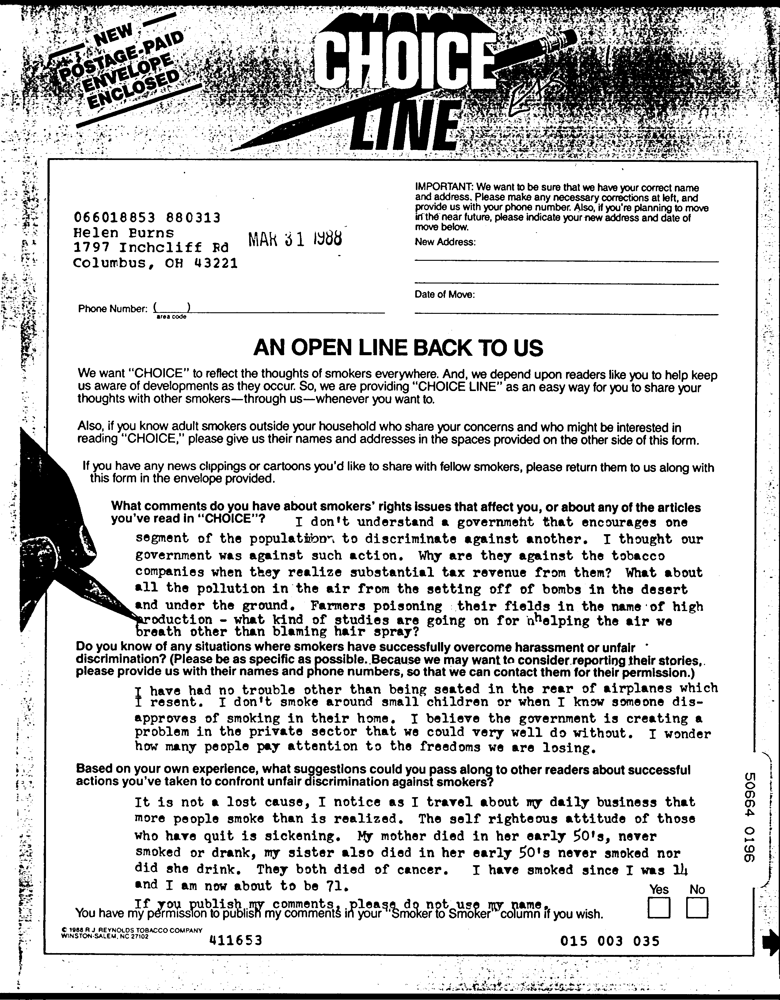 NEW
POSTAGE-PAID
ENVELOPE
ENCLOSED
CHOICE
LINE
IMPORTANT: We want to be sure that we have your correct name
and address. Please make any necessary corrections at left, and
provide us with your phone number. Also, if you're planning to move
in the near future, please indicate your new address and date of
move below.
066018853 880313
Helen Burns
1797 Inchcliff Rd
Columbus, OH 43221
MAR 31 1988
New Address:
Date of Move:
Phone Number: (    )
area code
AN OPEN LINE BACK TO US
We want "CHOICE" to reflect the thoughts of smokers everywhere. And, we depend upon readers like you to help keep
us aware of developments as they occur. So, we are providing "CHOICE LINE" as an easy way for you to share your
thoughts with other smokers—through us—whenever you want to.
Also, if you know adult smokers outside your household who share your concerns and who might be interested in
reading "CHOICE," please give us their names and addresses in the spaces provided on the other side of this form.
If you have any news clippings or cartoons you'd like to share with fellow smokers, please return them to us along with
this form in the envelope provided.
What comments do you have about smokers' rights issues that affect you, or about any of the articles
you've read in "CHOICE"? I don't understand a government that encourages one
segment of the population to discriminate against another. I thought our
government was against such action. Why are they against the tobacco
companies when they realize substantial tax revenue from them? What about
all the pollution in the air from the setting off of bombs in the desert
and under the ground. Farmers poisoning their fields in the name of high
production - what kind of studies are going on for helping the air we
breath other than blaming hair spray?
Do you know of any situations where smokers have successfully overcome harassment or unfair
discrimination? (Please be as specific as possible. Because we may want to consider reporting their stories,
please provide us with their names and phone numbers, so that we can contact them for their permission.)
I have had no trouble other than being seated in the rear of airplanes which
I resent. I don't smoke around small children or when I know someone dis-
approves of smoking in their home. I believe the government is creating a
problem in the private sector that we could very well do without. I wonder
how many people pay attention to the freedoms we are losing.
Based on your own experience, what suggestions could you pass along to other readers about successful
actions you've taken to confront unfair discrimination against smokers?
It is not a lost cause, I notice as I travel about my daily business that
more people smoke than is realized. The self righteous attitude of those
who have quit is sickening. My mother died in her early 50's, never
smoked or drank, my sister also died in her early 50's never smoked nor
did she drink. They both died of cancer. I have smoked since I was 14
and I am now about to be 71.
If you publish my comments, please do not use my name.
You have my permission to publish my comments in your "Smoker to Smoker" column if you wish.
Yes No
© 1988 R J REYNOLDS TOBACCO COMPANY
WINSTON-SALEM, NC 27102
411653
015 003 035
50664 0196